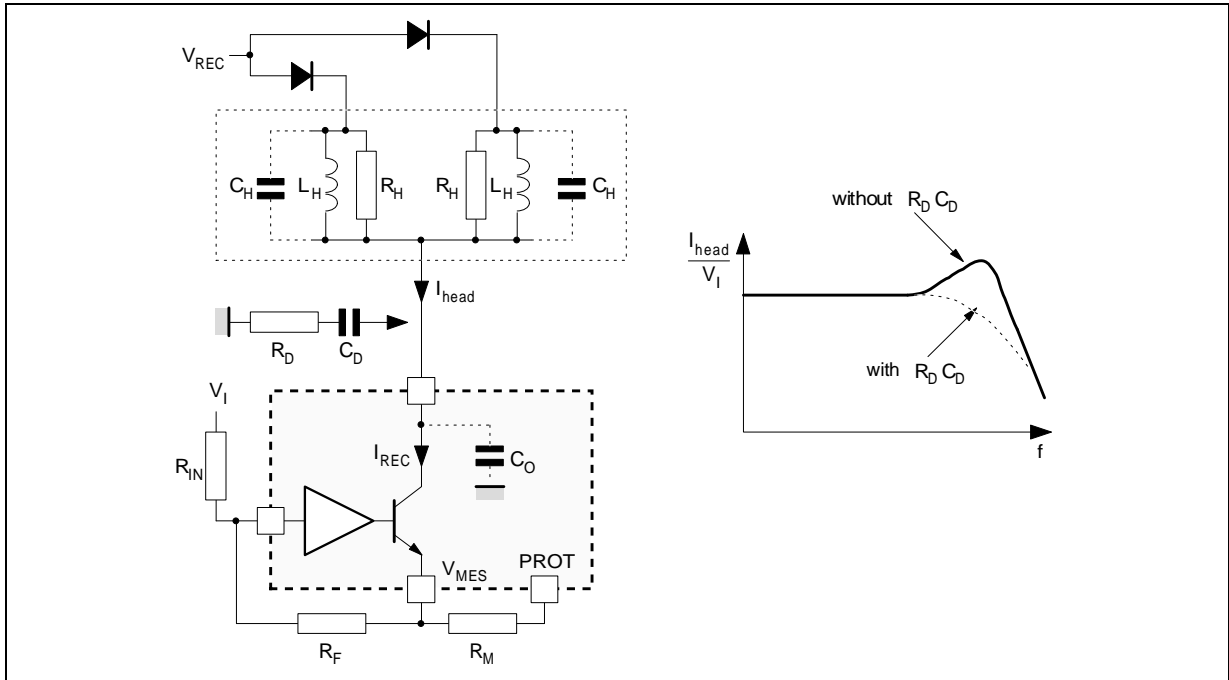 V_REC
C_H L_H R_H R_H L_H C_H
I_head
R_D C_D
V_I
R_IN
I_REC
C_O
V_MES
PROT
R_F
R_M
without R_D C_D
I_head
V_I
with R_D C_D
f